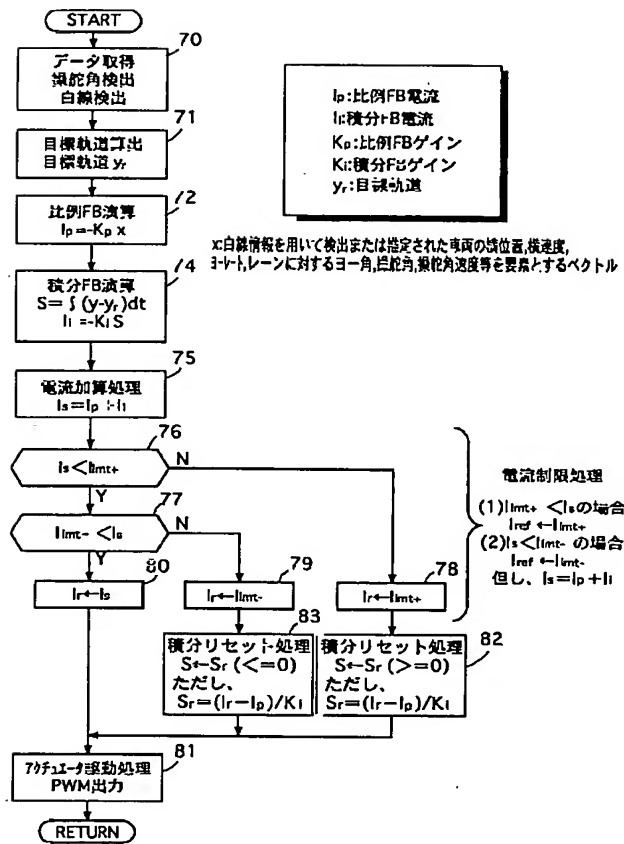 START
70
データ取得
操舵角検出
白線検出
71
目標軌道算出
目標軌道 yr
72
比例FB演算
Ip=-Kp x
74
積分FB演算
S=∫(y-yr)dt
Ii=-Ki S
75
電流加算処理
Is=Ip+Ii
76
Is<Ilmt+
N
Y
77
Ilmt-<Is
N
Y
80
Ir←Is
79
Ir←Ilmt-
78
Ir←Ilmt+
83
積分リセット処理
S←Sr(<=0)
ただし、
Sr=(Ir-Ip)/Ki
82
積分リセット処理
S←Sr(>=0)
ただし、
Sr=(Ir-Ip)/Ki
81
アクチュエータ駆動処理
PWM出力
RETURN
Ip:比例FB電流
Ii:積分FB電流
Kp:比例FBゲイン
Ki:積分FBゲイン
yr:目標軌道
x:白線情報を用いて検出または推定された車両の横位置,横速度,
ヨーレート,レーンに対するヨー角,操舵角,操舵角速度等を要素とするベクトル
電流制限処理
(1)Ilmt+<Isの場合
Iref←Ilmt+
(2)Is<Ilmt-の場合
Iref←Ilmt-
但し、Is=Ip+Ii